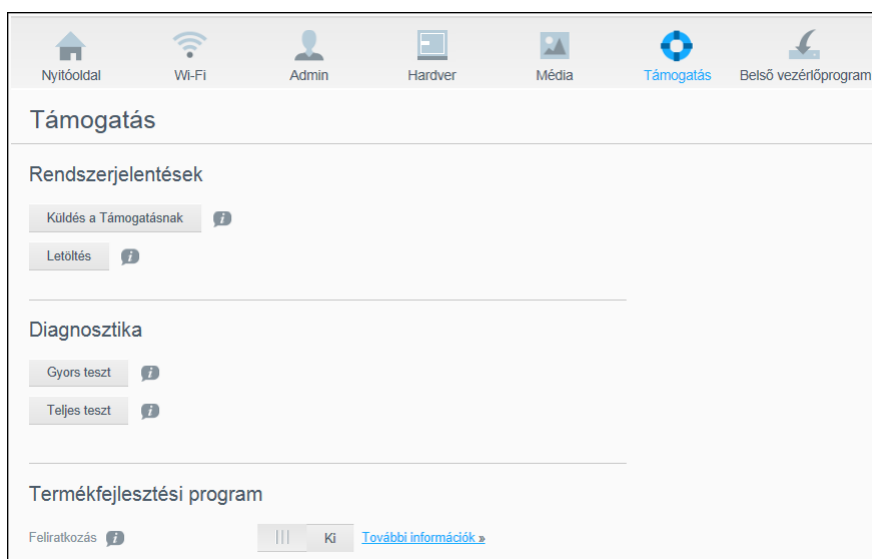 Nyitóoldal Wi-Fi Admin Hardver Média Támogatás Belső vezérlőprogram
Támogatás
Rendszerjelentések
Küldés a Támogatásnak
Letöltés
Diagnosztika
Gyors teszt
Teljes teszt
Termékfejlesztési program
Feliratkozás Ki További információk »